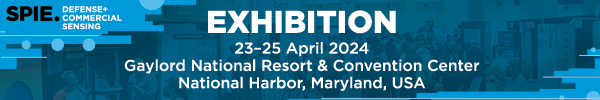 SPIE. DEFENSE+
COMMERCIAL
SENSING
EXHIBITION
23–25 April 2024
Gaylord National Resort & Convention Center
National Harbor, Maryland, USA